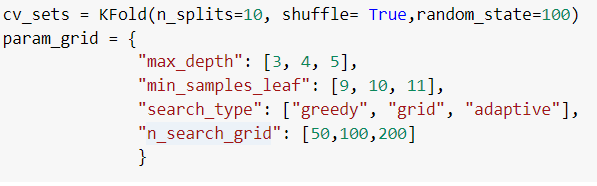 cv_sets = KFold(n_splits=10, shuffle= True,random_state=100)
param_grid = {
"max_depth": [3, 4, 5],
"min_samples_leaf": [9, 10, 11],
"search_type": ["greedy", "grid", "adaptive"],
"n_search_grid": [50,100,200]
}